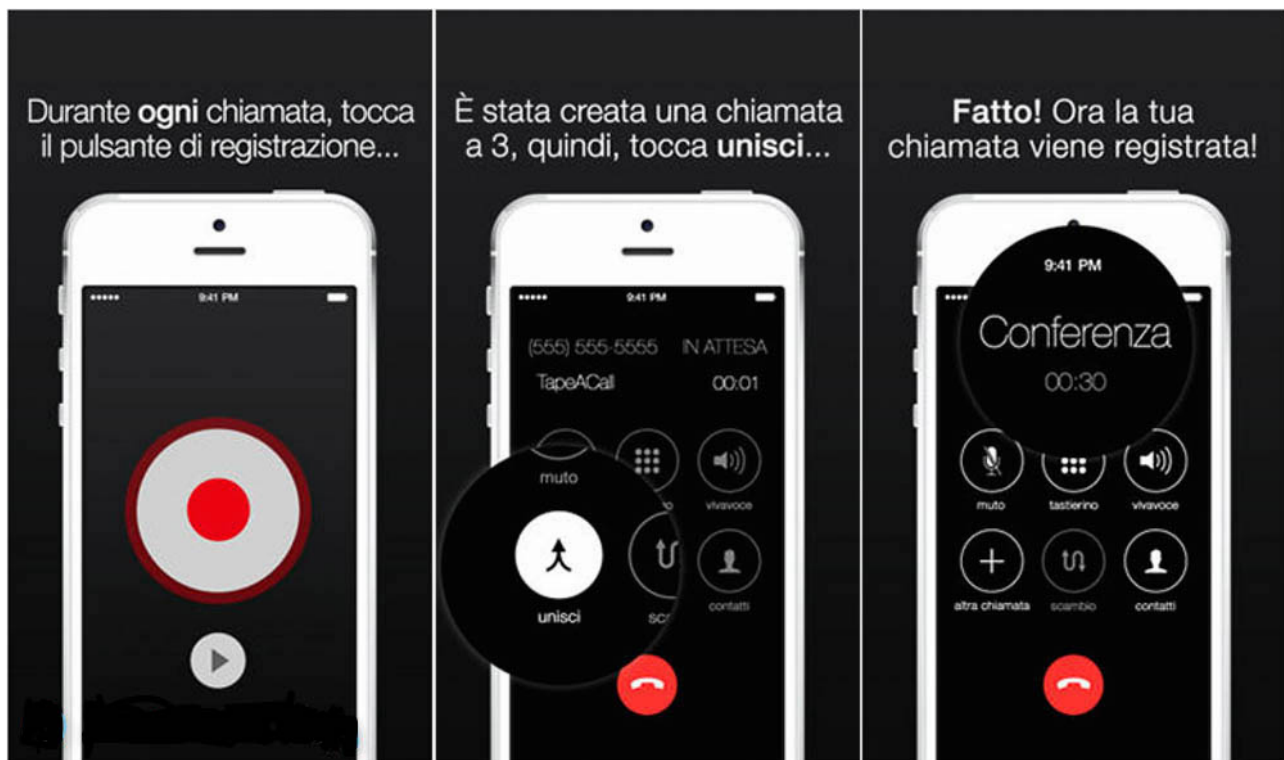 Durante ogni chiamata, tocca
il pulsante di registrazione...
9:41 PM
È stata creata una chiamata
a 3, quindi, tocca unisci...
9:41 PM
(555) 555-5555 IN ATTESA
TapeACall 00:01
muto
vivavoce
unisci
contatti
Fatto! Ora la tua
chiamata viene registrata!
9:41 PM
Conferenza
00:30
muto tastierino vivavoce
altra chiamata scambio contatti